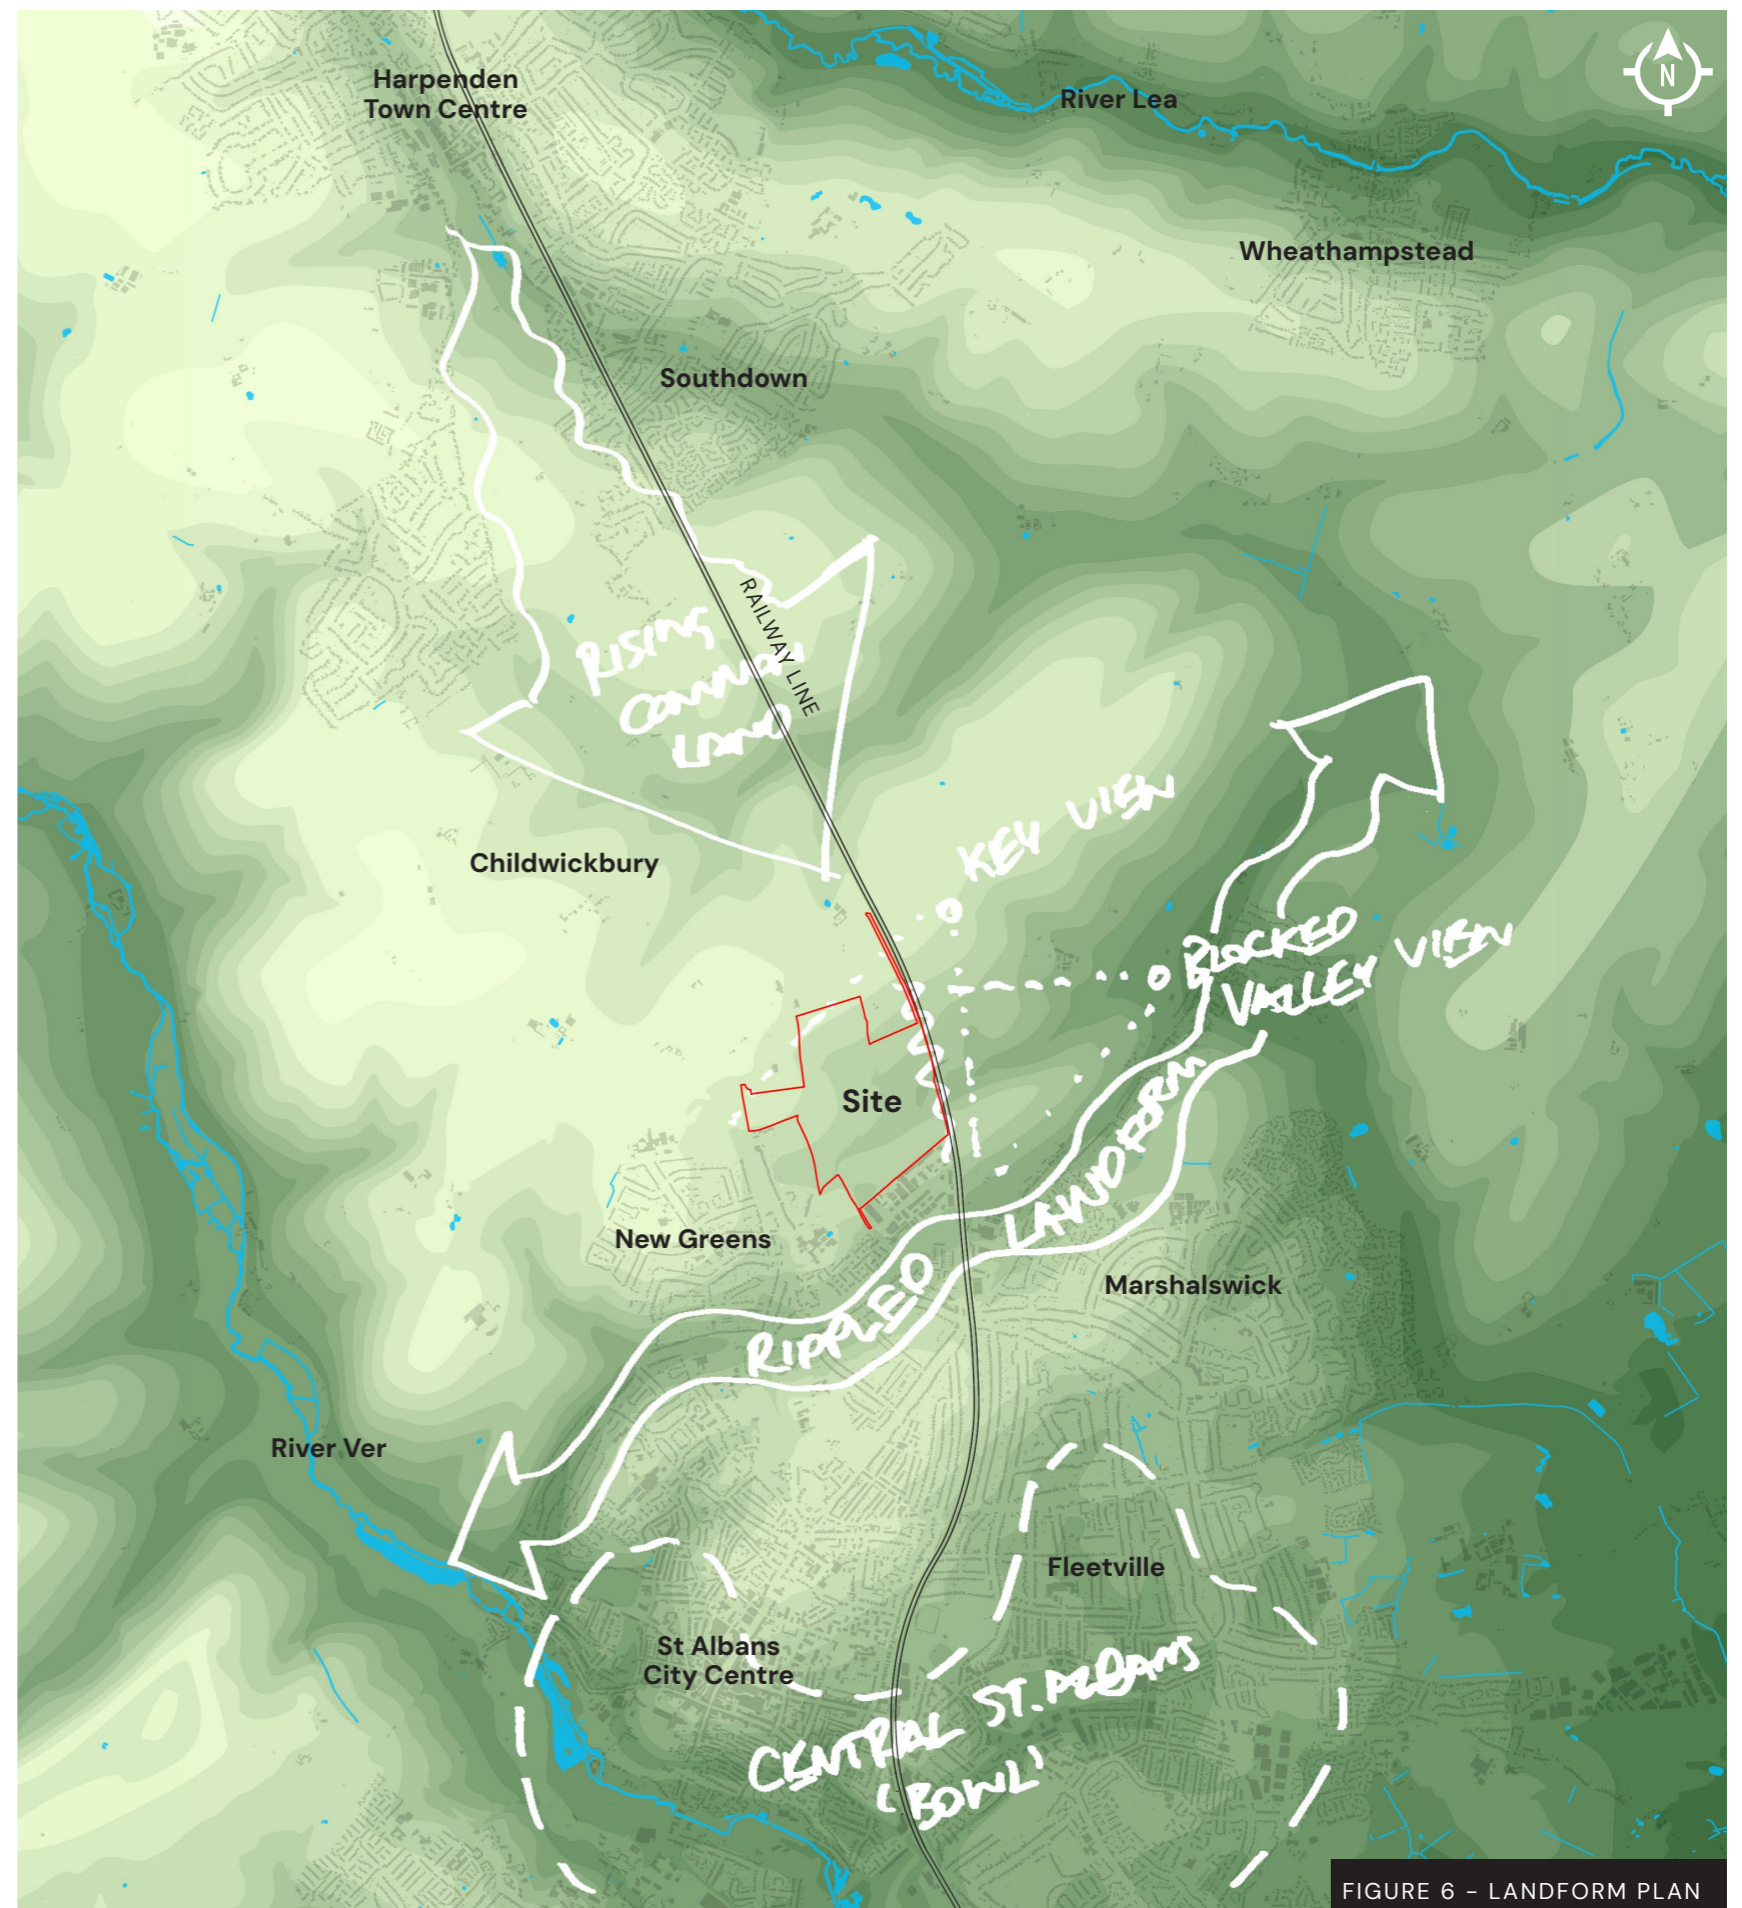 Harpenden
Town Centre
River Lea
N
Wheathampstead
Southdown
RAILWAY LINE
RISING
COMMON
LAND
KEY VIEW
Childwickbury
BLOCKED
VALLEY VIEW
Site
New Greens
RIPPLED LANDFORM
Marshalswick
River Ver
Fleetville
St Albans
City Centre
CENTRAL ST. ALBANS
'BOWL'
FIGURE 6 - LANDFORM PLAN